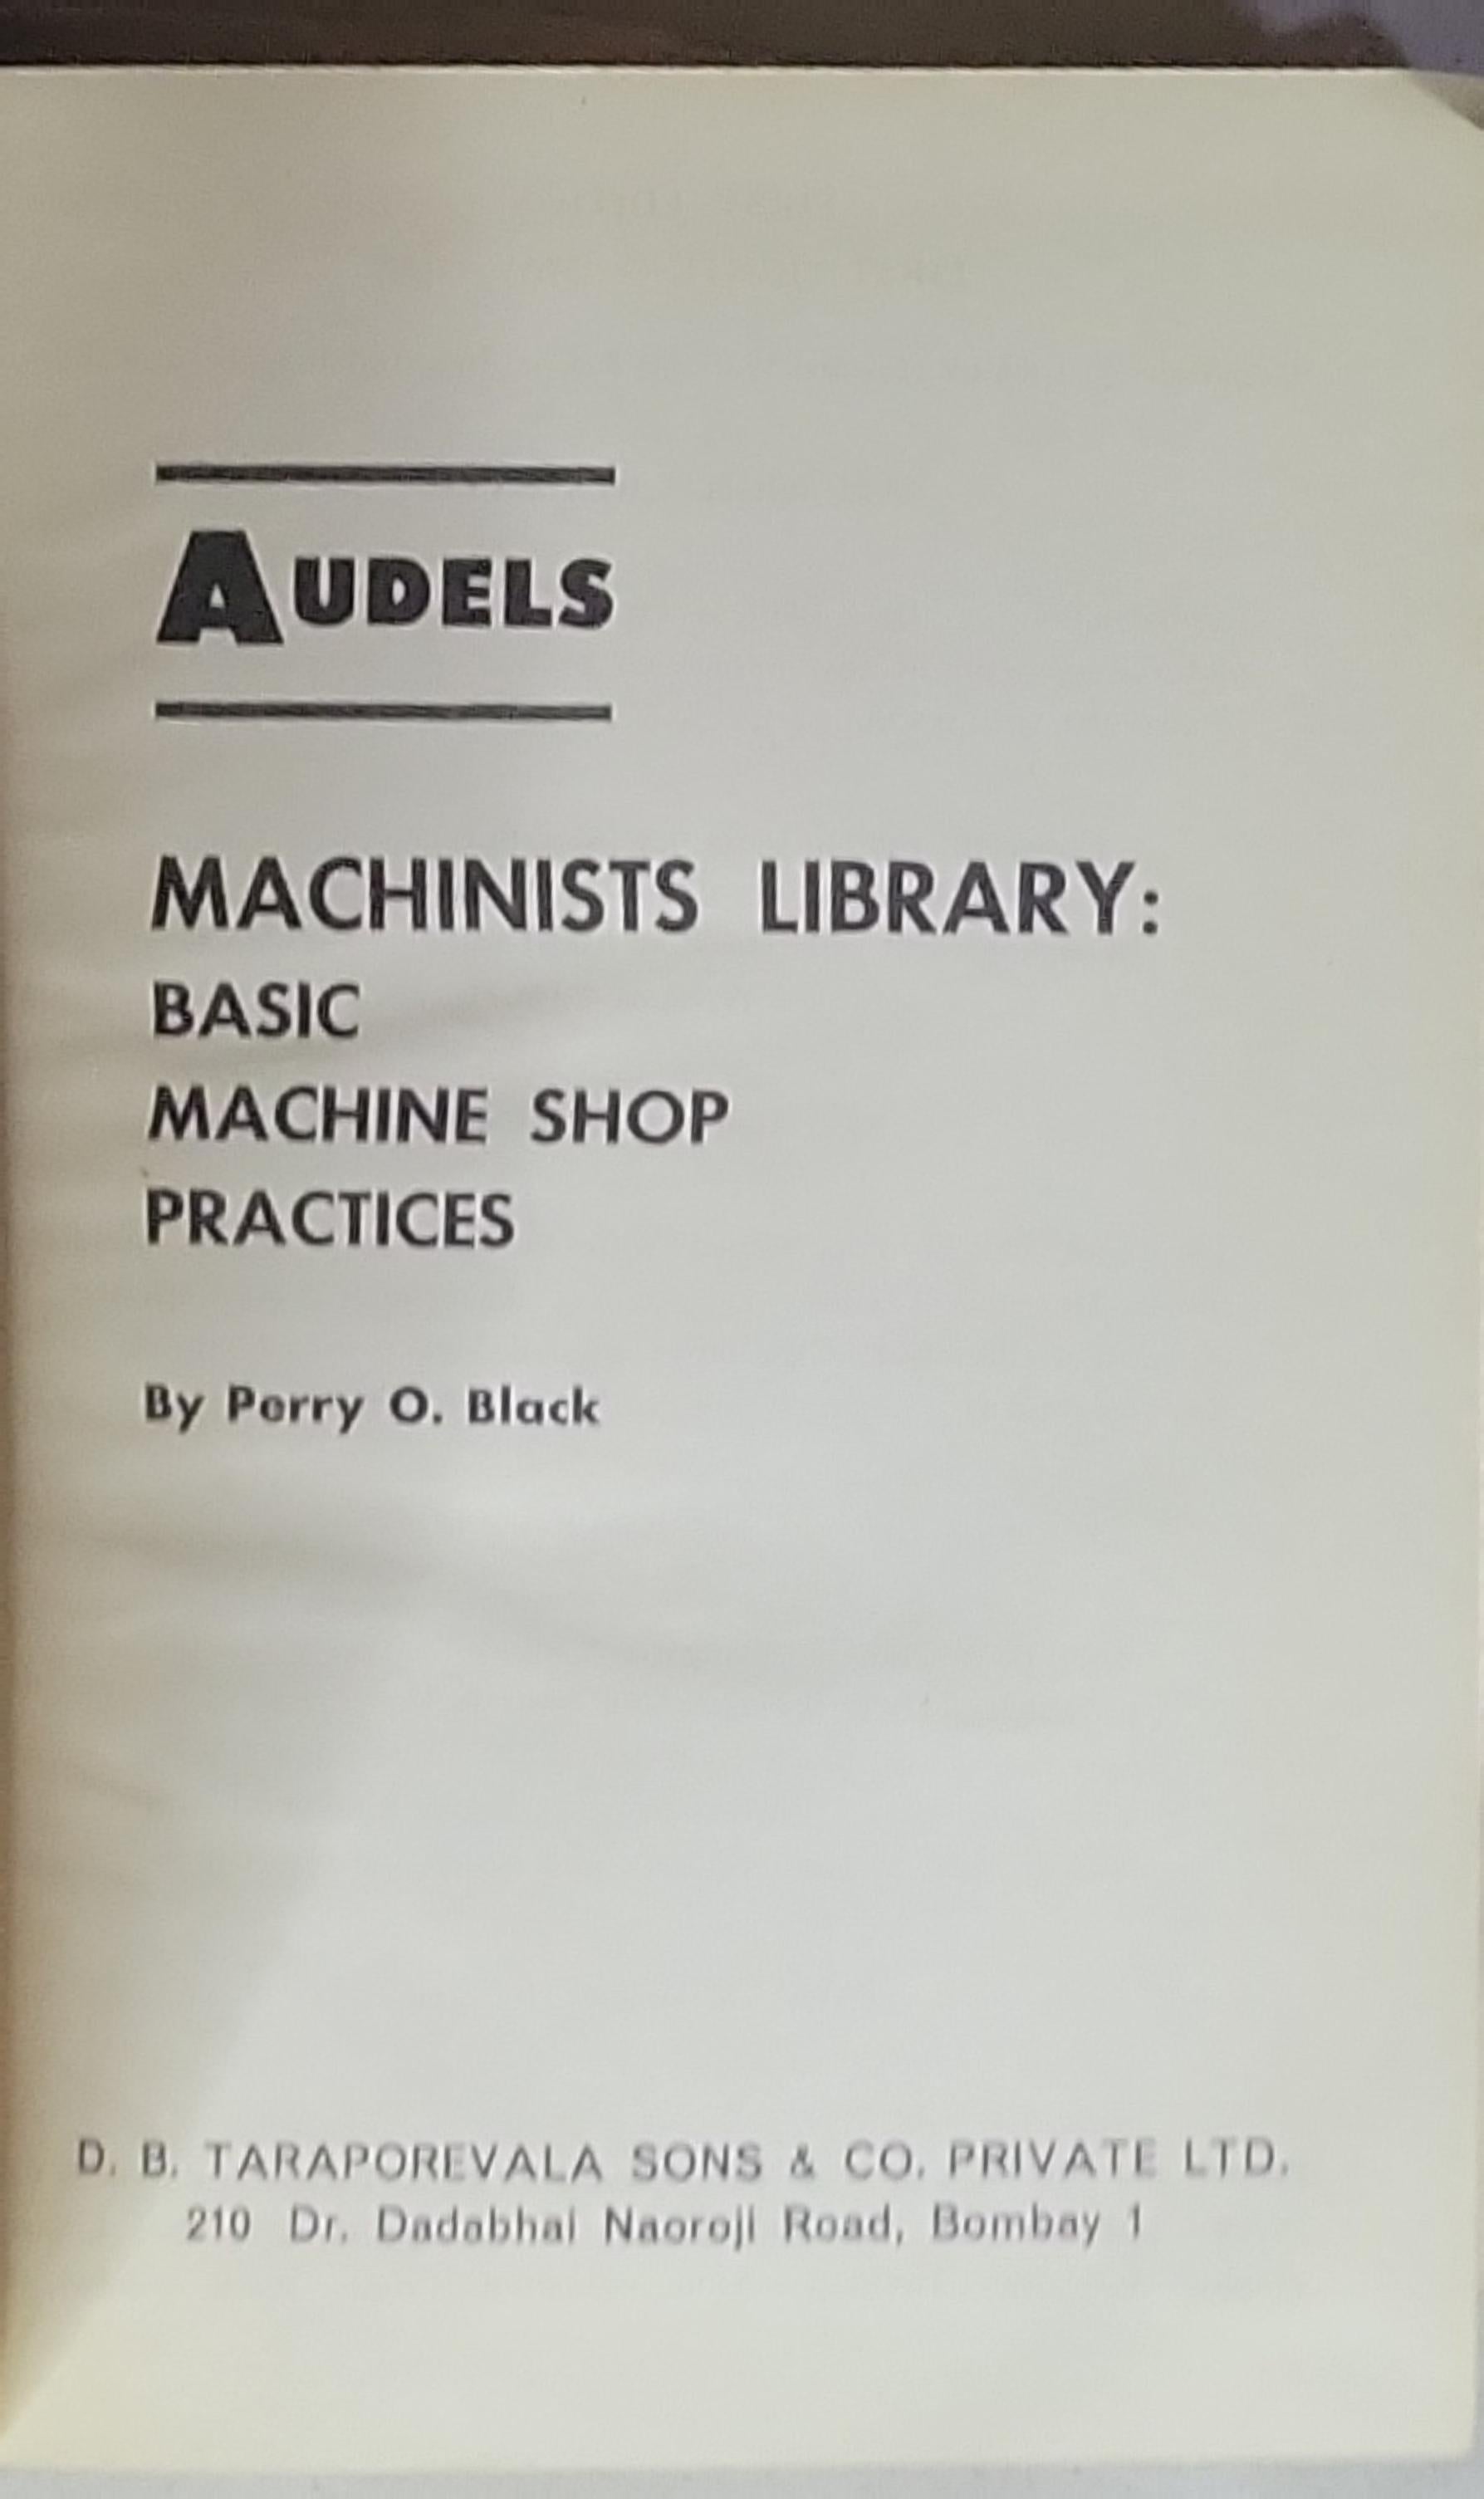 AUDELS
MACHINISTS LIBRARY:
BASIC
MACHINE SHOP
PRACTICES
By Perry O. Black
D. B. TARAPOREVALA SONS & CO. PRIVATE LTD.
210 Dr. Dadabhai Naoroji Road, Bombay 1